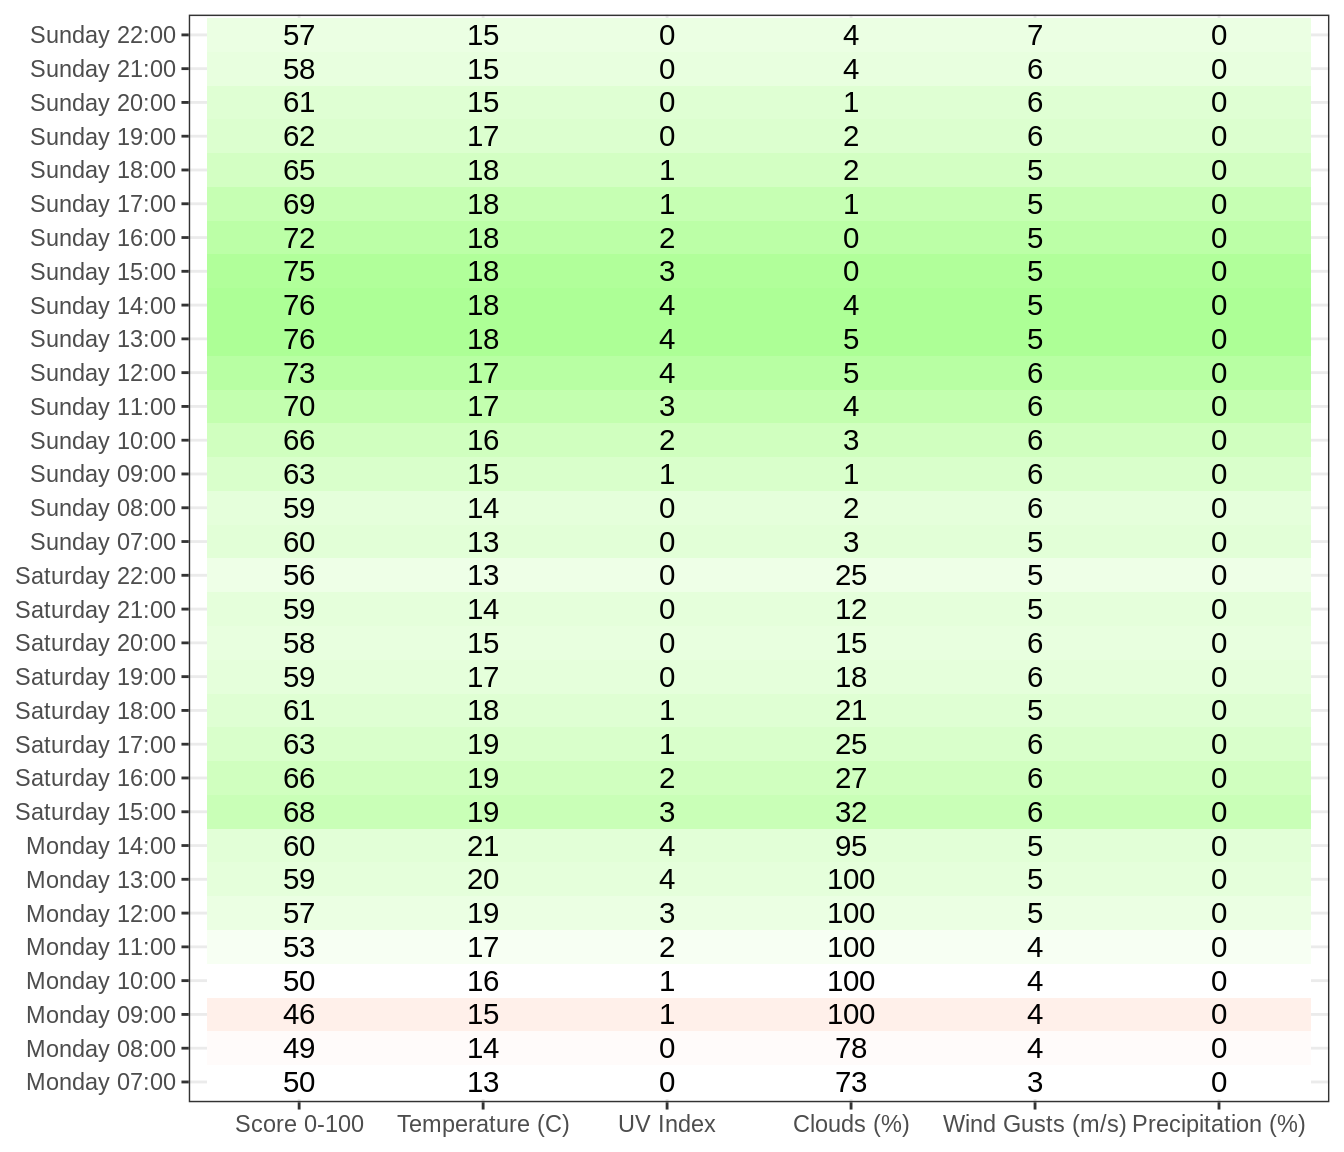 Sunday 22:00 57 15 0 4 7 0
Sunday 21:00 58 15 0 4 6 0
Sunday 20:00 61 15 0 1 6 0
Sunday 19:00 62 17 0 2 6 0
Sunday 18:00 65 18 1 2 5 0
Sunday 17:00 69 18 1 1 5 0
Sunday 16:00 72 18 2 0 5 0
Sunday 15:00 75 18 3 0 5 0
Sunday 14:00 76 18 4 4 5 0
Sunday 13:00 76 18 4 5 5 0
Sunday 12:00 73 17 4 5 6 0
Sunday 11:00 70 17 3 4 6 0
Sunday 10:00 66 16 2 3 6 0
Sunday 09:00 63 15 1 1 6 0
Sunday 08:00 59 14 0 2 6 0
Sunday 07:00 60 13 0 3 5 0
Saturday 22:00 56 13 0 25 5 0
Saturday 21:00 59 14 0 12 5 0
Saturday 20:00 58 15 0 15 6 0
Saturday 19:00 59 17 0 18 6 0
Saturday 18:00 61 18 1 21 5 0
Saturday 17:00 63 19 1 25 6 0
Saturday 16:00 66 19 2 27 6 0
Saturday 15:00 68 19 3 32 6 0
Monday 14:00 60 21 4 95 5 0
Monday 13:00 59 20 4 100 5 0
Monday 12:00 57 19 3 100 5 0
Monday 11:00 53 17 2 100 4 0
Monday 10:00 50 16 1 100 4 0
Monday 09:00 46 15 1 100 4 0
Monday 08:00 49 14 0 78 4 0
Monday 07:00 50 13 0 73 3 0
Score 0-100 Temperature (C) UV Index Clouds (%) Wind Gusts (m/s) Precipitation (%)